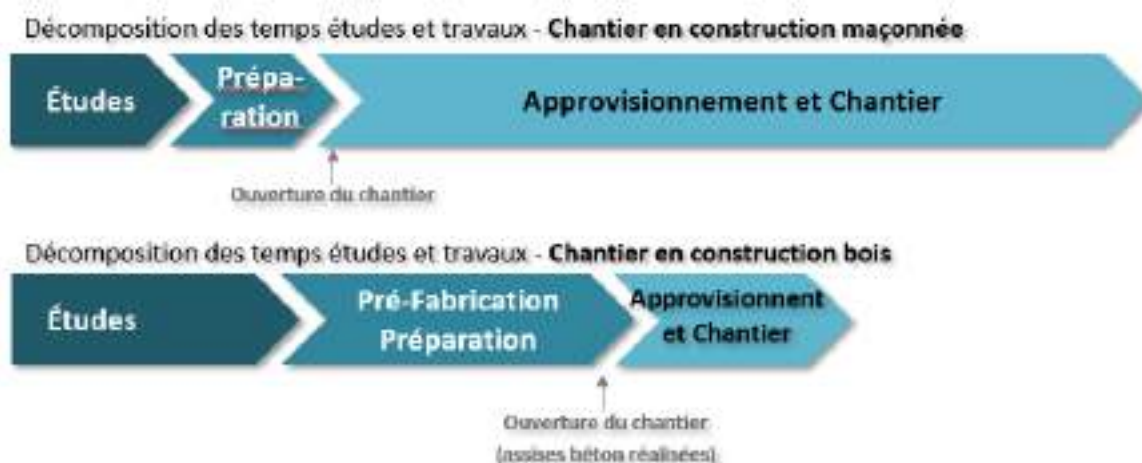 Décomposition des temps études et travaux - Chantier en construction maçonnée
Études
Prépa-
ration
Approvisionnement et Chantier
Ouverture du chantier
Décomposition des temps études et travaux - Chantier en construction bois
Études
Pré-Fabrication
Préparation
Approvisionnent
et Chantier
Ouverture du chantier
(assises béton réalisées)